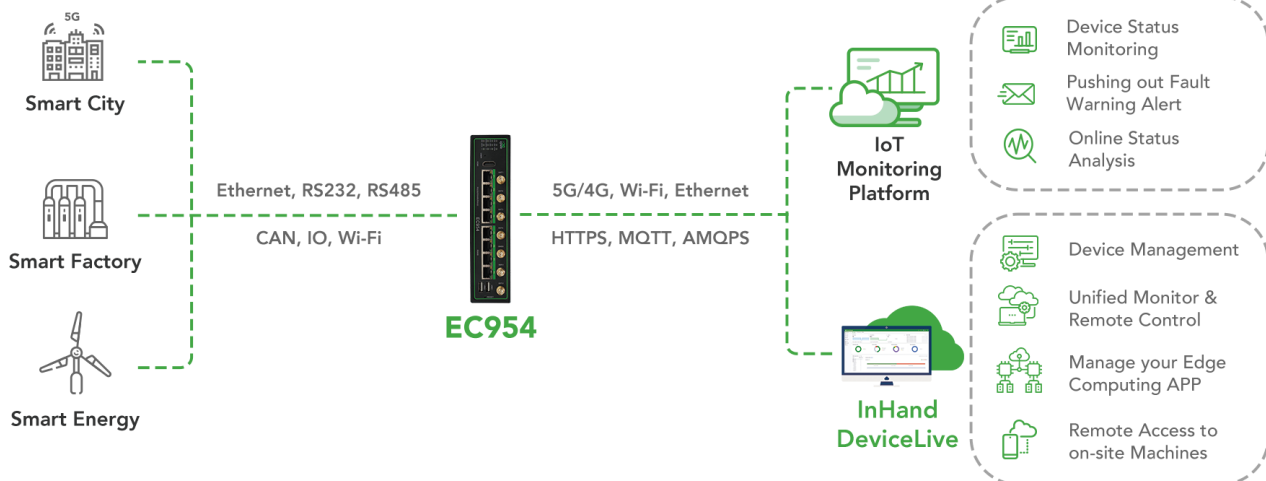 5G
Smart City
Smart Factory
Smart Energy
Ethernet, RS232, RS485
CAN, IO, Wi-Fi
EC954
5G/4G, Wi-Fi, Ethernet
HTTPS, MQTT, AMQPS
IoT
Monitoring
Platform
InHand
DeviceLive
Device Status
Monitoring
Pushing out Fault
Warning Alert
Online Status
Analysis
Device Management
Unified Monitor &
Remote Control
Manage your Edge
Computing APP
Remote Access to
on-site Machines